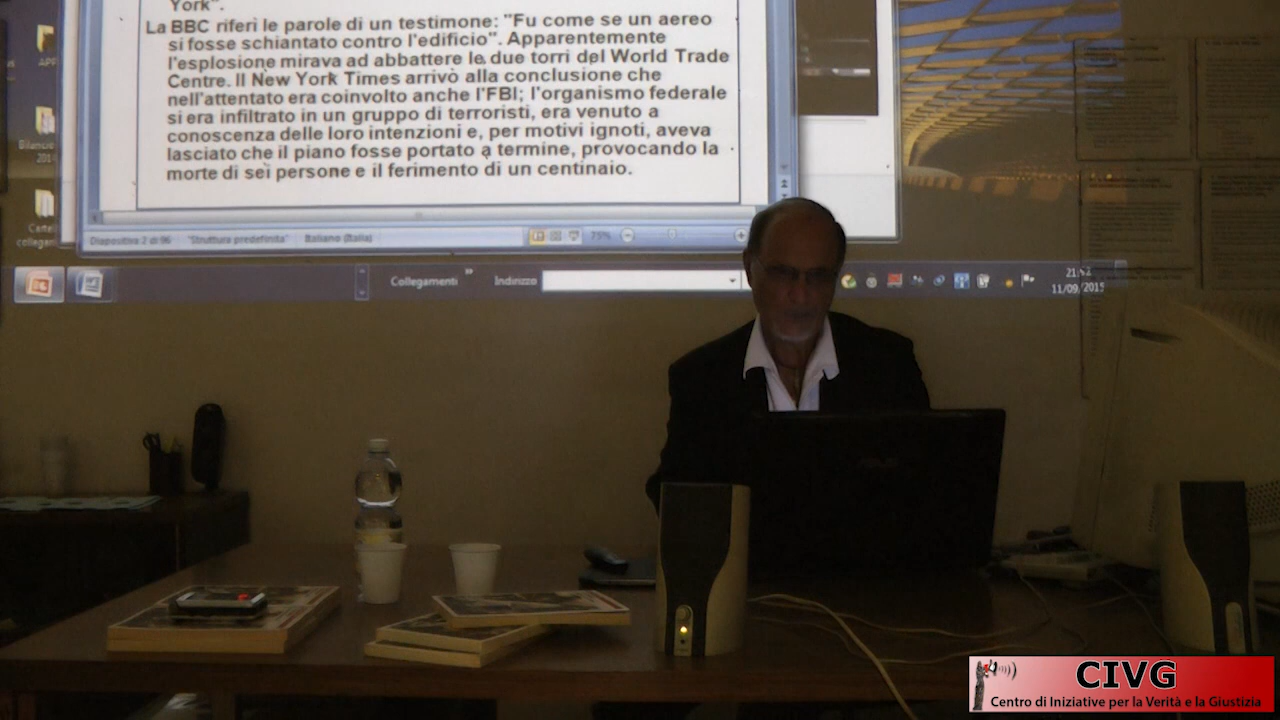 York".
La BBC riferì le parole di un testimone: "Fu come se un aereo
si fosse schiantato contro l'edificio". Apparentemente
l'esplosione mirava ad abbattere le due torri del World Trade
Centre. Il New York Times arrivò alla conclusione che
nell'attentato era coinvolto anche l'FBI; l'organismo federale
si era infiltrato in un gruppo di terroristi, era venuto a
conoscenza delle loro intenzioni e, per motivi ignoti, aveva
lasciato che il piano fosse portato a termine, provocando la
morte di sei persone e il ferimento di un centinaio.
Diapositiva 2 di 96 "Struttura predefinita" Italiano (Italia) 75%
Collegamenti Indirizzo
11/09/2015
CIVG
Centro di Iniziative per la Verità e la Giustizia